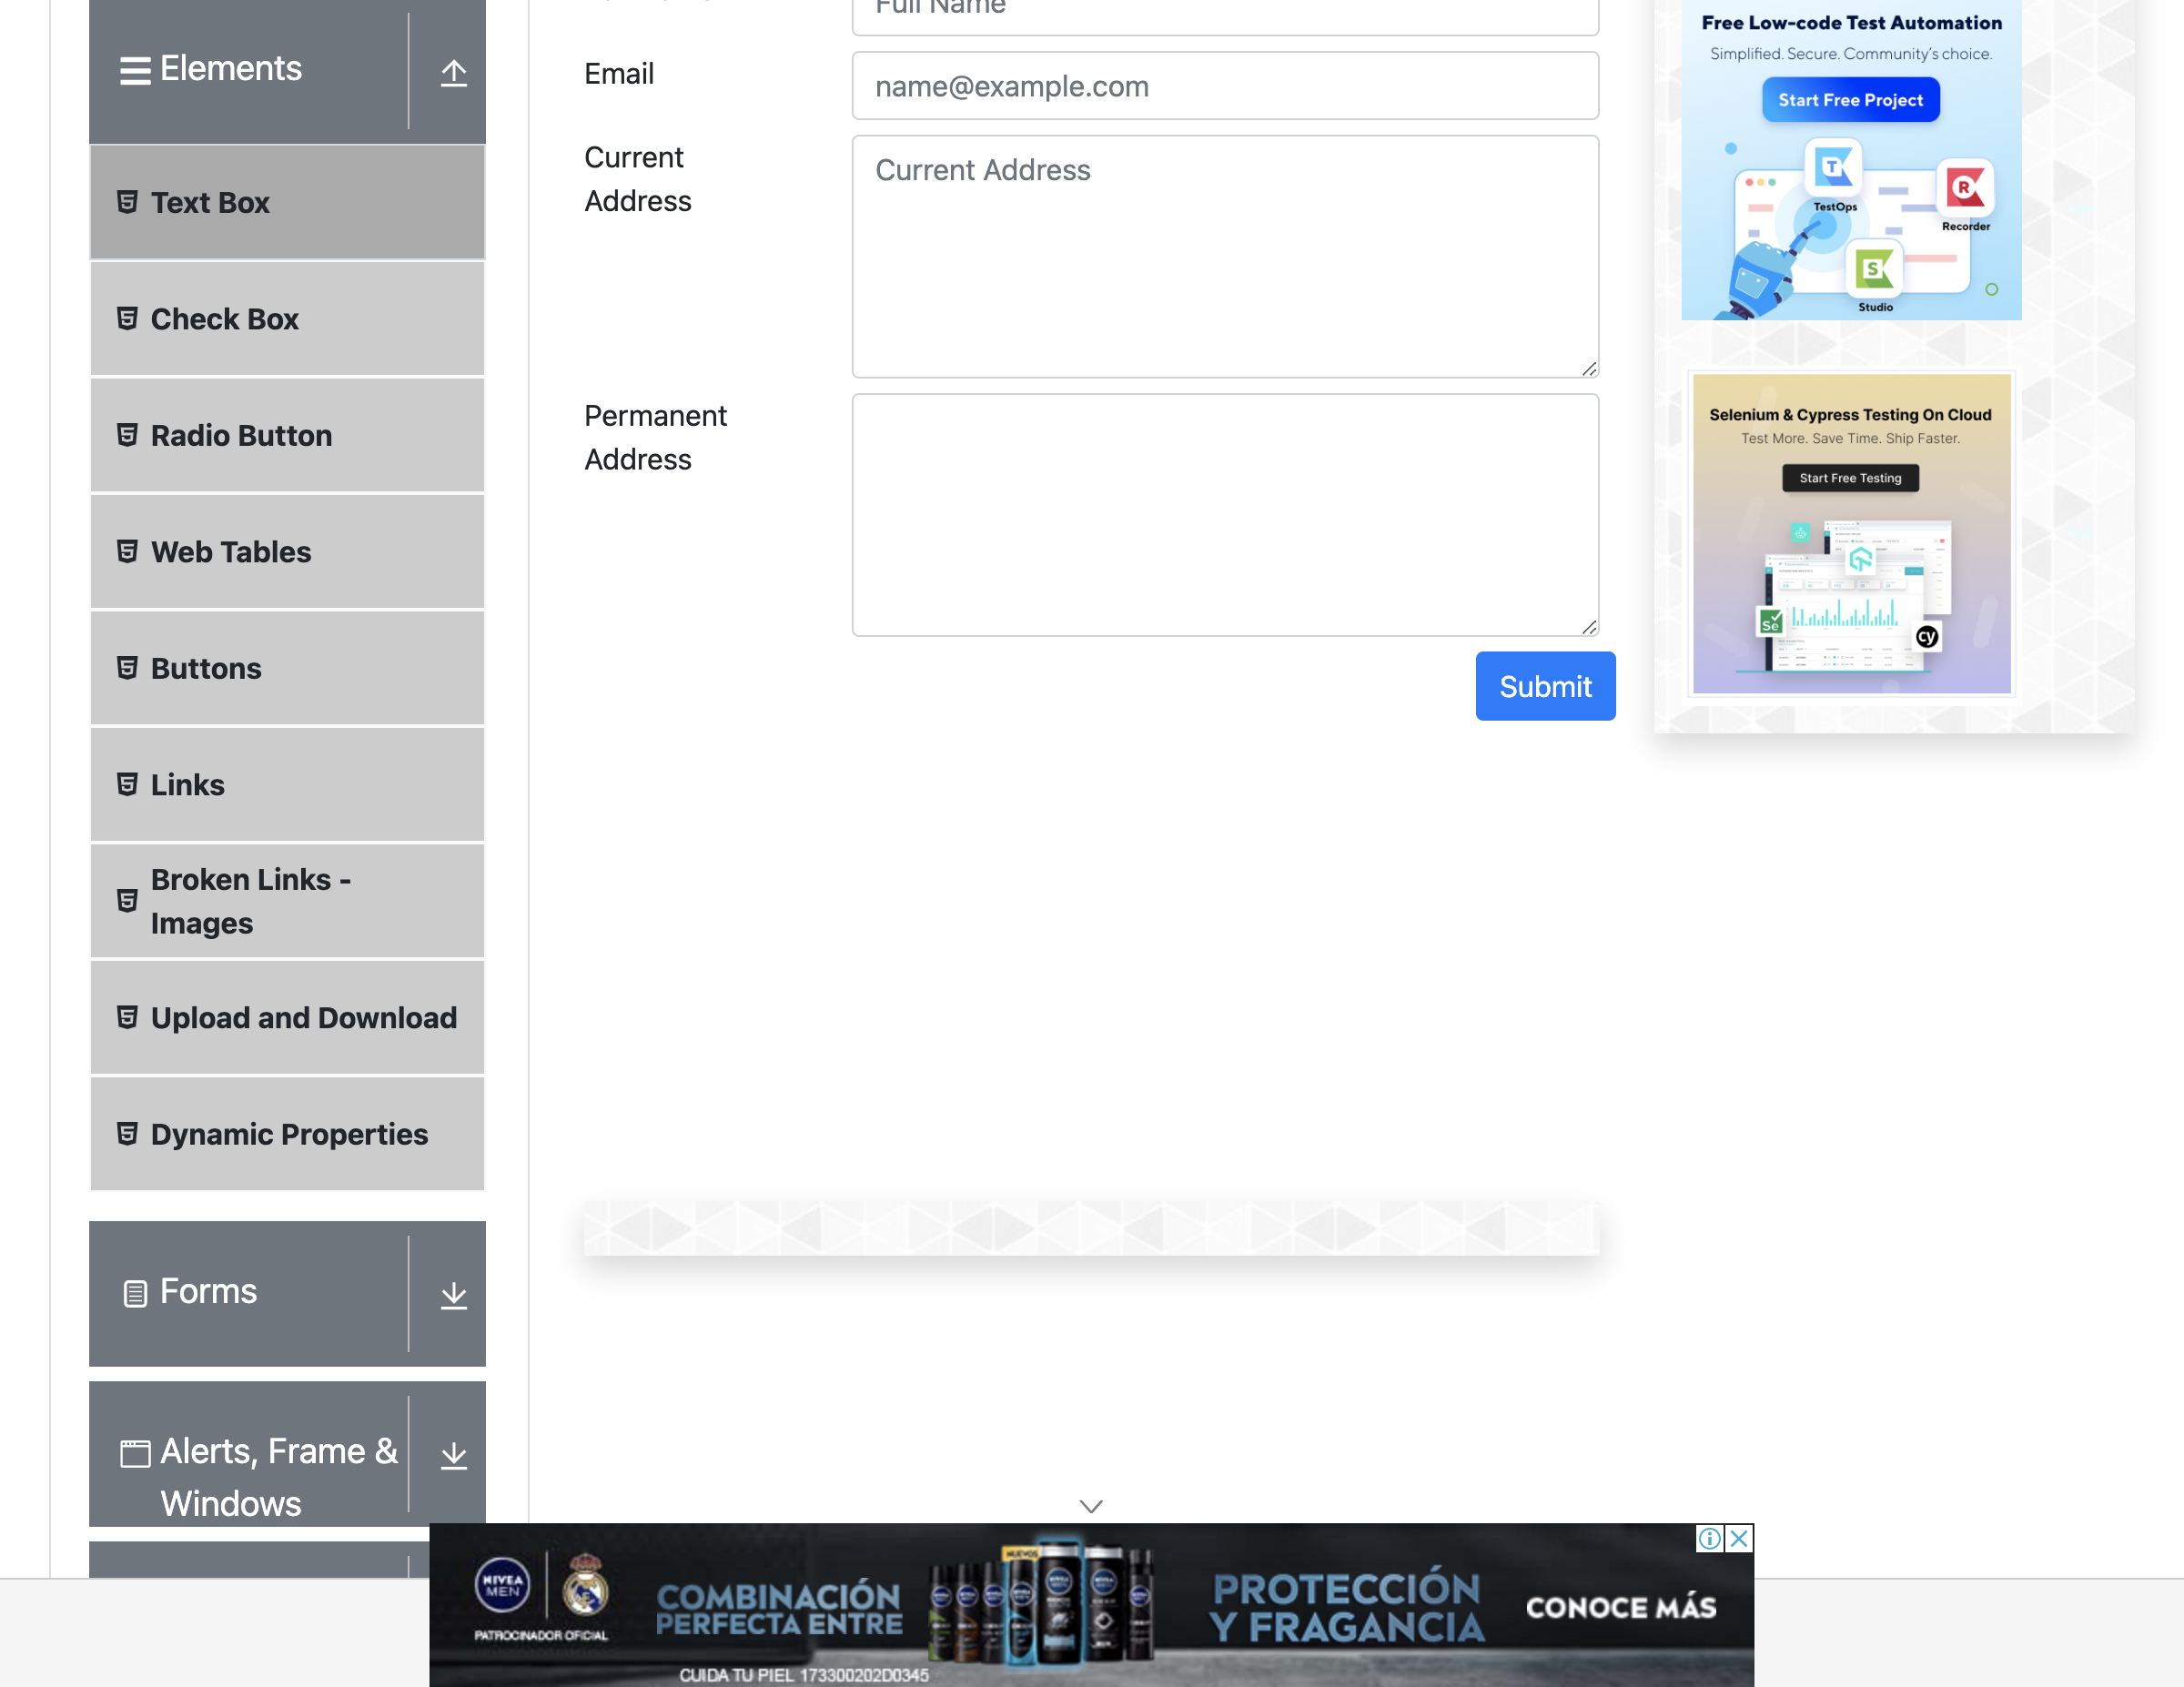 Elements
Text Box
Check Box
Radio Button
Web Tables
Buttons
Links
Broken Links -
Images
Upload and Download
Dynamic Properties
Forms
Alerts, Frame &
Windows
Full Name
Email
name@example.com
Current
Address
Current Address
Permanent
Address
Submit
Free Low-code Test Automation
Simplified. Secure. Community's choice.
Start Free Project
T
TestOps
R
Recorder
S
Studio
Selenium & Cypress Testing On Cloud
Test More. Save Time. Ship Faster.
Start Free Testing
Se
cy
NIVEA
MEN
PATROCINADOR OFICIAL
COMBINACIÓN
PERFECTA ENTRE
NUEVOS
PROTECCIÓN
Y FRAGANCIA
CONOCE MÁS
CUIDA TU PIEL 173300202D0345